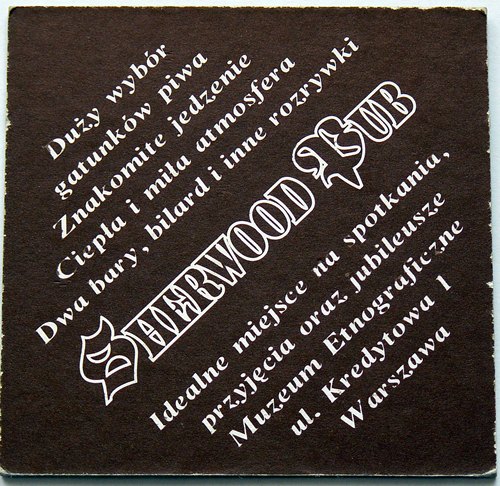 Duży wybór
gatunków piwa
Znakomite jedzenie
Ciepła i miła atmosfera
Dwa bary, bilard i inne rozrywki
SHERWOOD PUB
Idealne miejsce na spotkania,
przyjęcia oraz jubileusze
Muzeum Etnograficzne
ul. Kredytowa 1
Warszawa